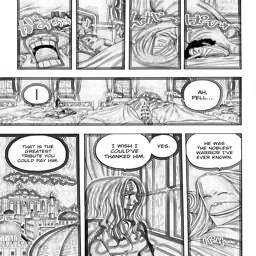 AH,
PELL...
I
HE WAS
THE NOBLEST
WARRIOR I'VE
EVER KNOWN.
YES.
I WISH I
COULD'VE
THANKED HIM.
THAT IS THE
GREATEST
TRIBUTE YOU
COULD PAY HIM.